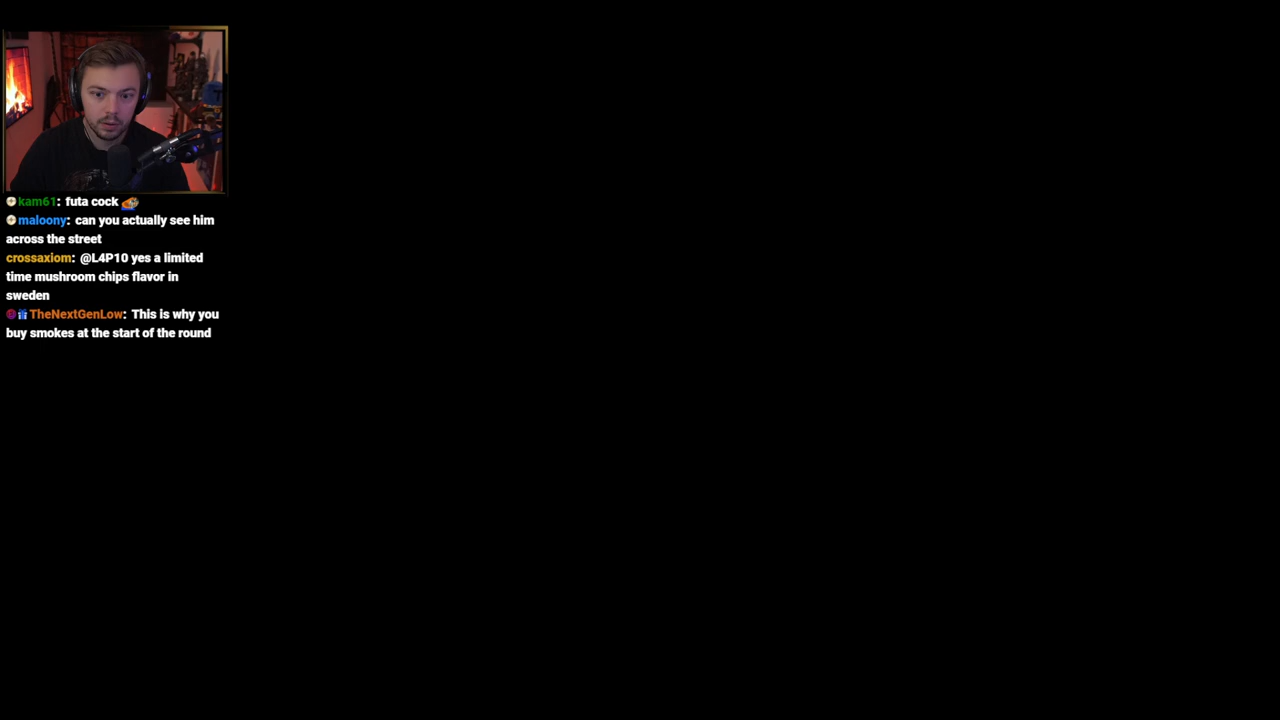 kam61: futa cock
maloony: can you actually see him
across the street
crossaxiom: @L4P10 yes a limited
time mushroom chips flavor in
sweden
TheNextGenLow: This is why you
buy smokes at the start of the round